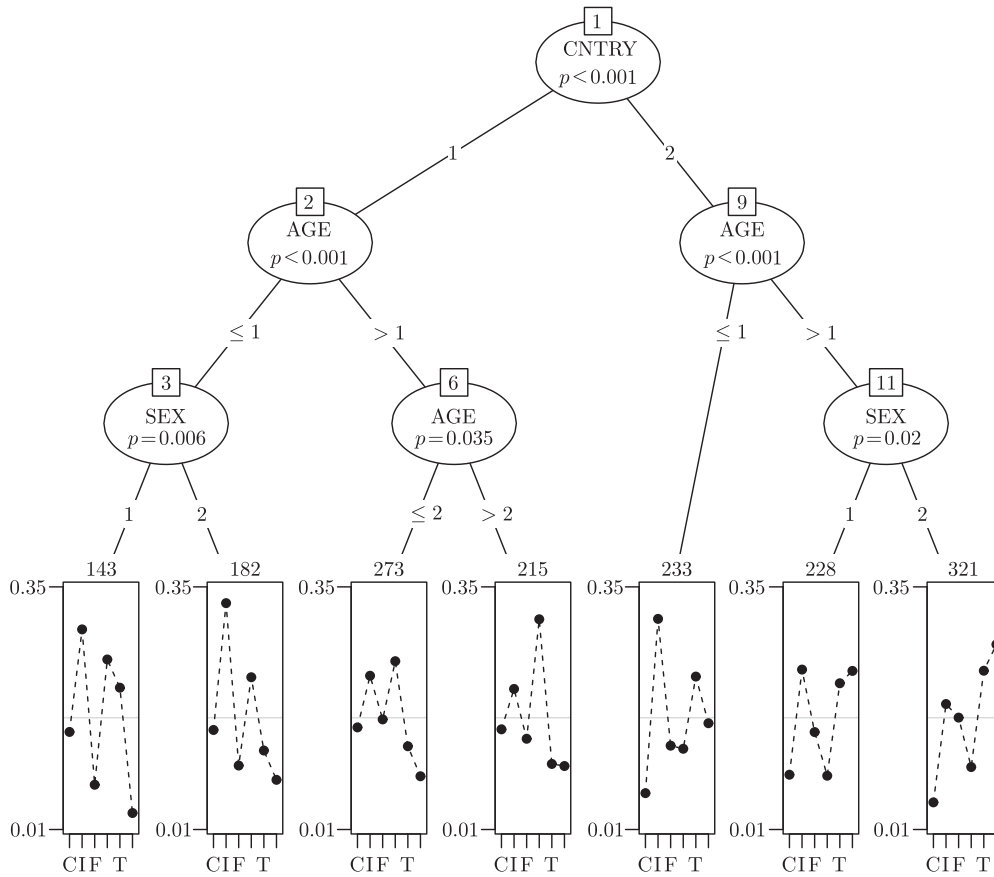 1
CNTRY
p<0.001
1
2
2
AGE
p<0.001
9
AGE
p<0.001
≤ 1
> 1
≤ 1
> 1
3
SEX
p=0.006
6
AGE
p=0.035
11
SEX
p=0.02
1
2
≤ 2
> 2
1
2
143
182
273
215
233
228
321
0.35
0.35
0.35
0.35
0.35
0.35
0.35
0.01
0.01
0.01
0.01
0.01
0.01
0.01
CIF T
CIF T
CIF T
CIF T
CIF T
CIF T
CIF T